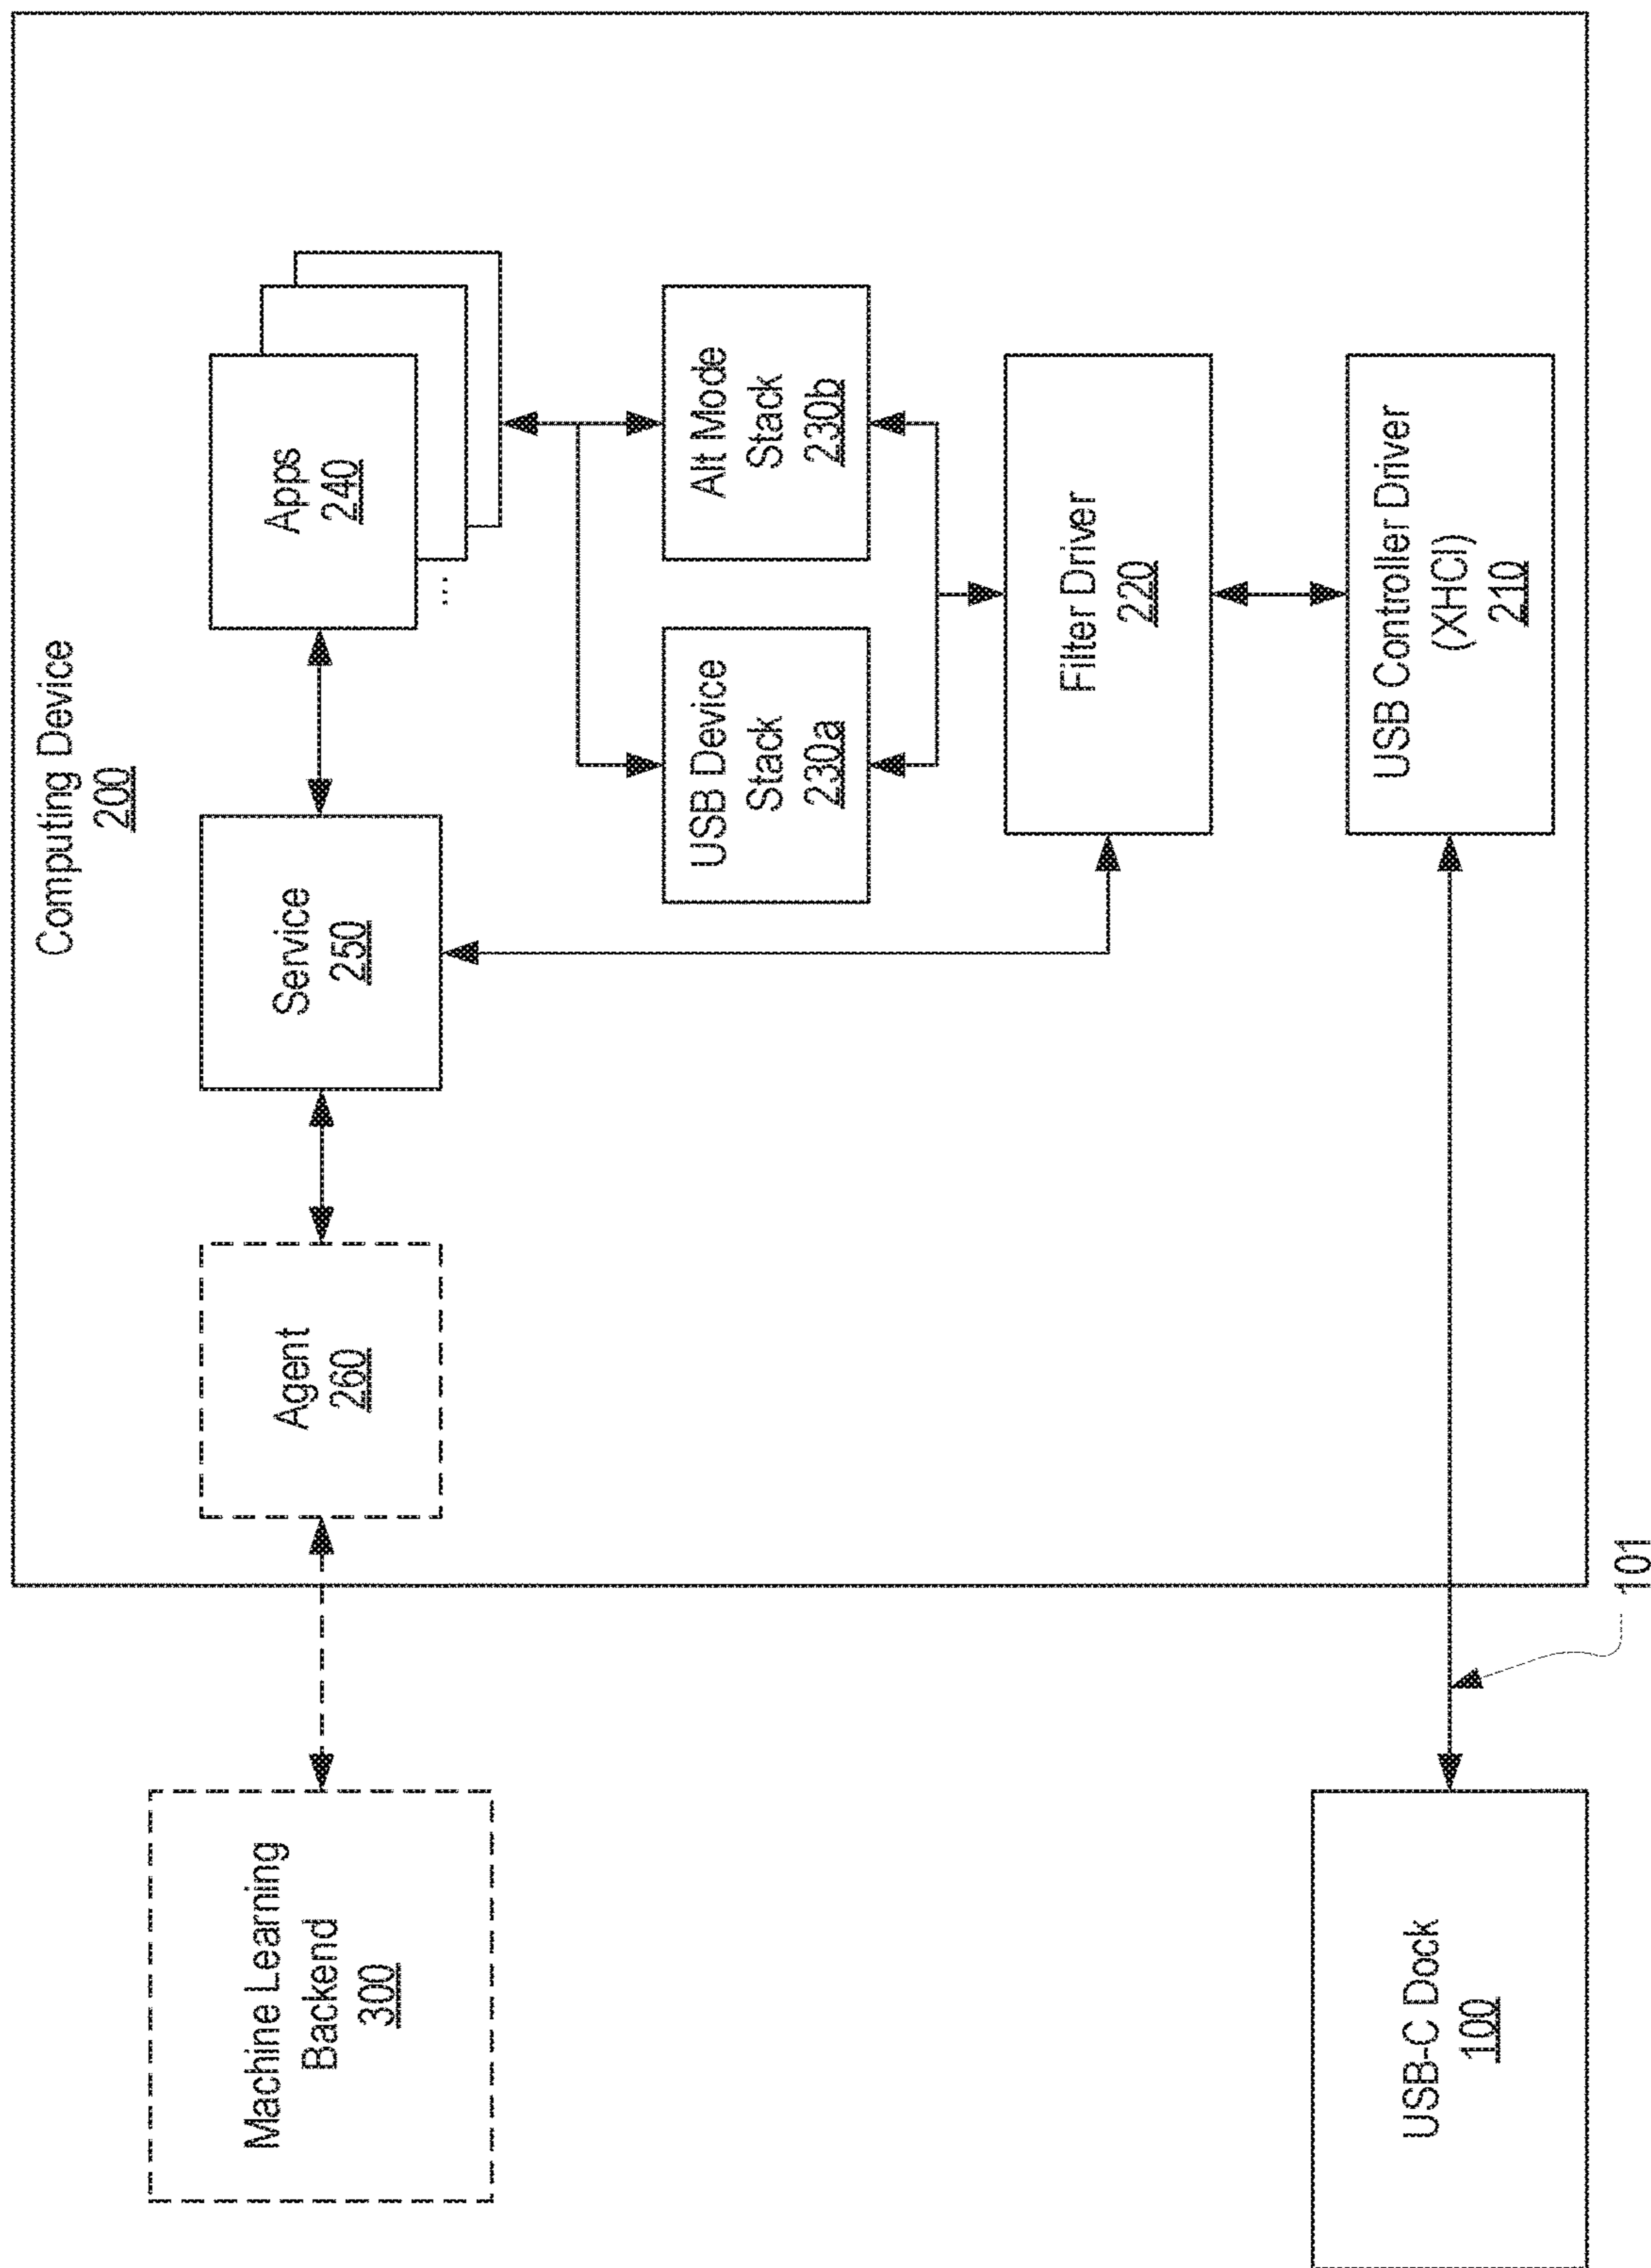 Computing Device
200
Machine Learning
Backend
300
Agent
260
Service
250
Apps
240
...
USB Device
Stack
230a
Alt Mode
Stack
230b
Filter Driver
220
USB-C Dock
100
101
USB Controller Driver
(XHCI)
210